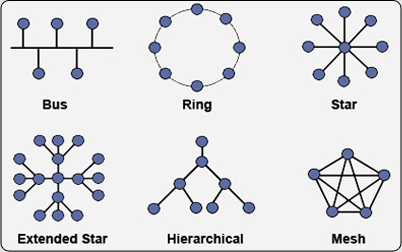 Bus
Ring
Star
Extended Star
Hierarchical
Mesh